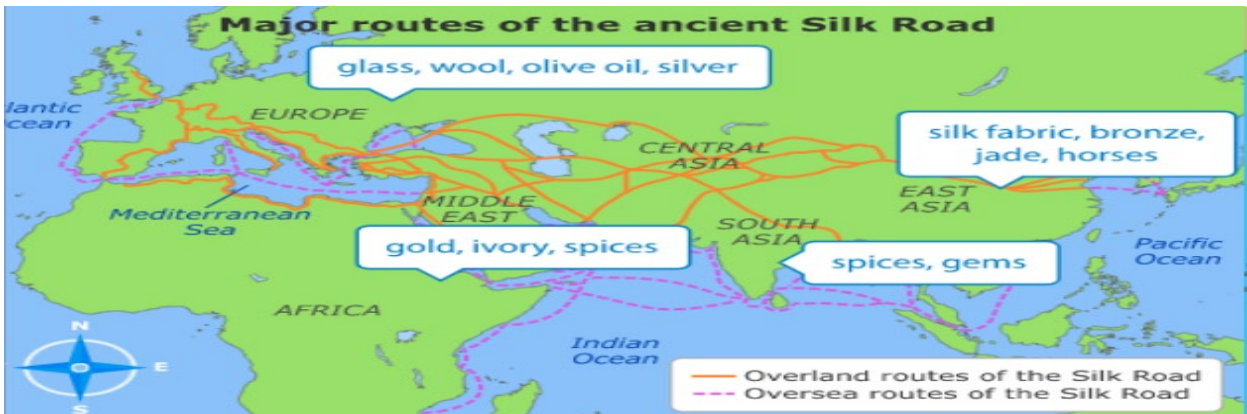 Major routes of the ancient Silk Road
glass, wool, olive oil, silver
lantic
cean
EUROPE
silk fabric, bronze,
jade, horses
CENTRAL
ASIA
EAST
ASIA
Mediterranean
Sea
MIDDLE
EAST
SOUTH
ASIA
Pacific
Ocean
gold, ivory, spices
spices, gems
AFRICA
Indian
Ocean
N
E
S
Overland routes of the Silk Road
Oversea routes of the Silk Road